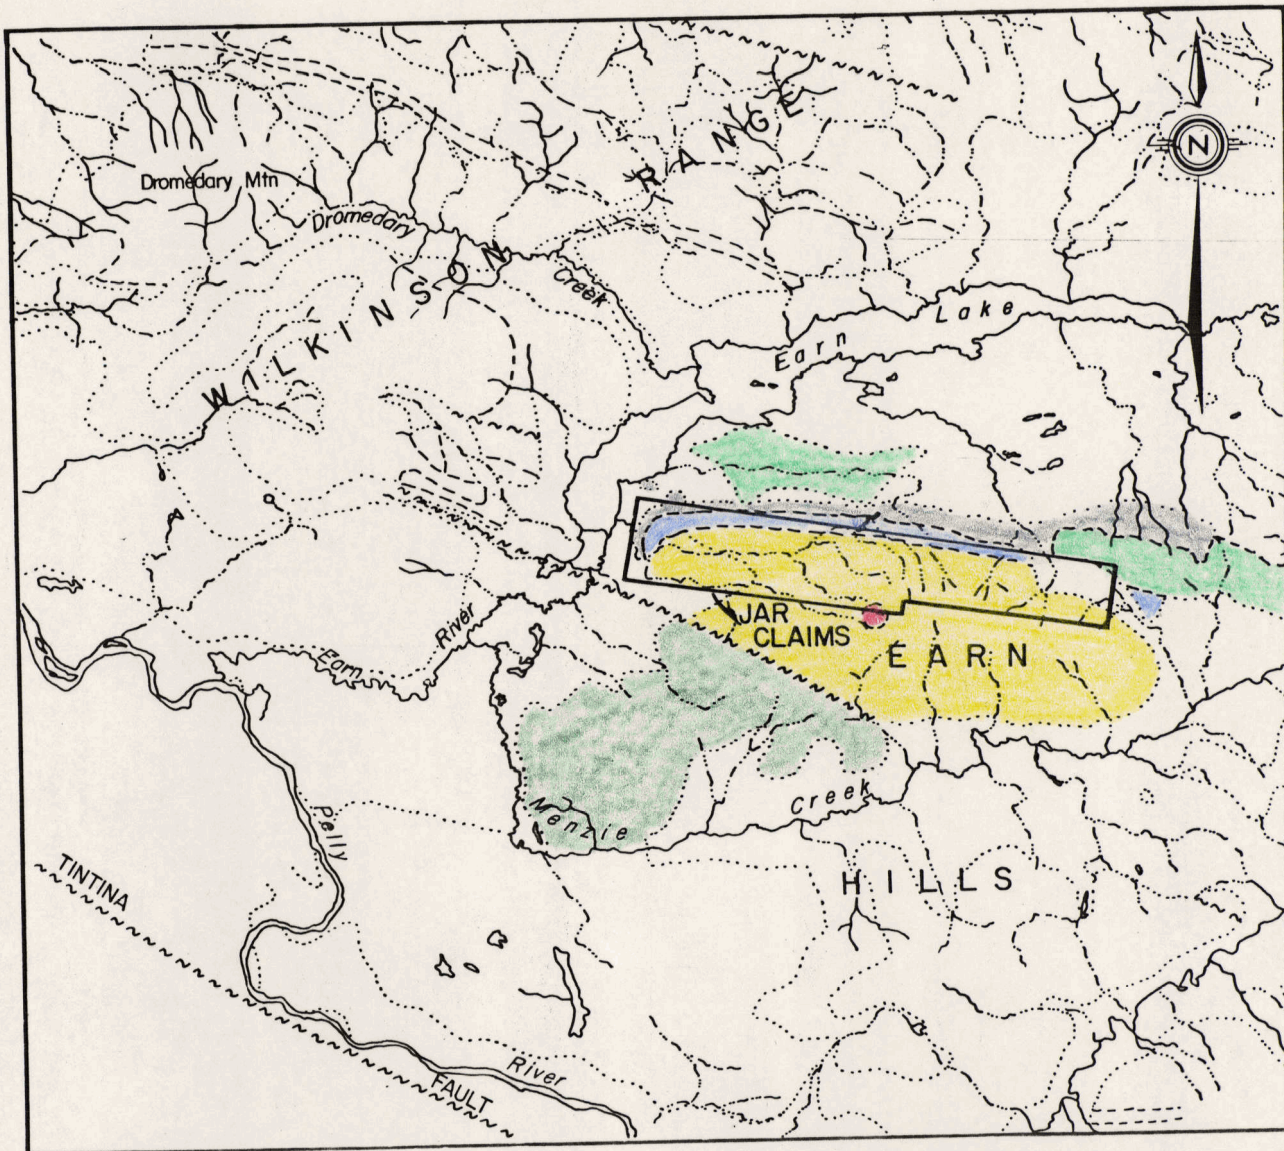 N
Dromedary Mtn
Dromedary
Creek
WILKINSON
RANGE
Earn Lake
JAR
CLAIMS
EARN
HILLS
Earn River
Menzie Creek
Pelly
River
TINTINA
FAULT